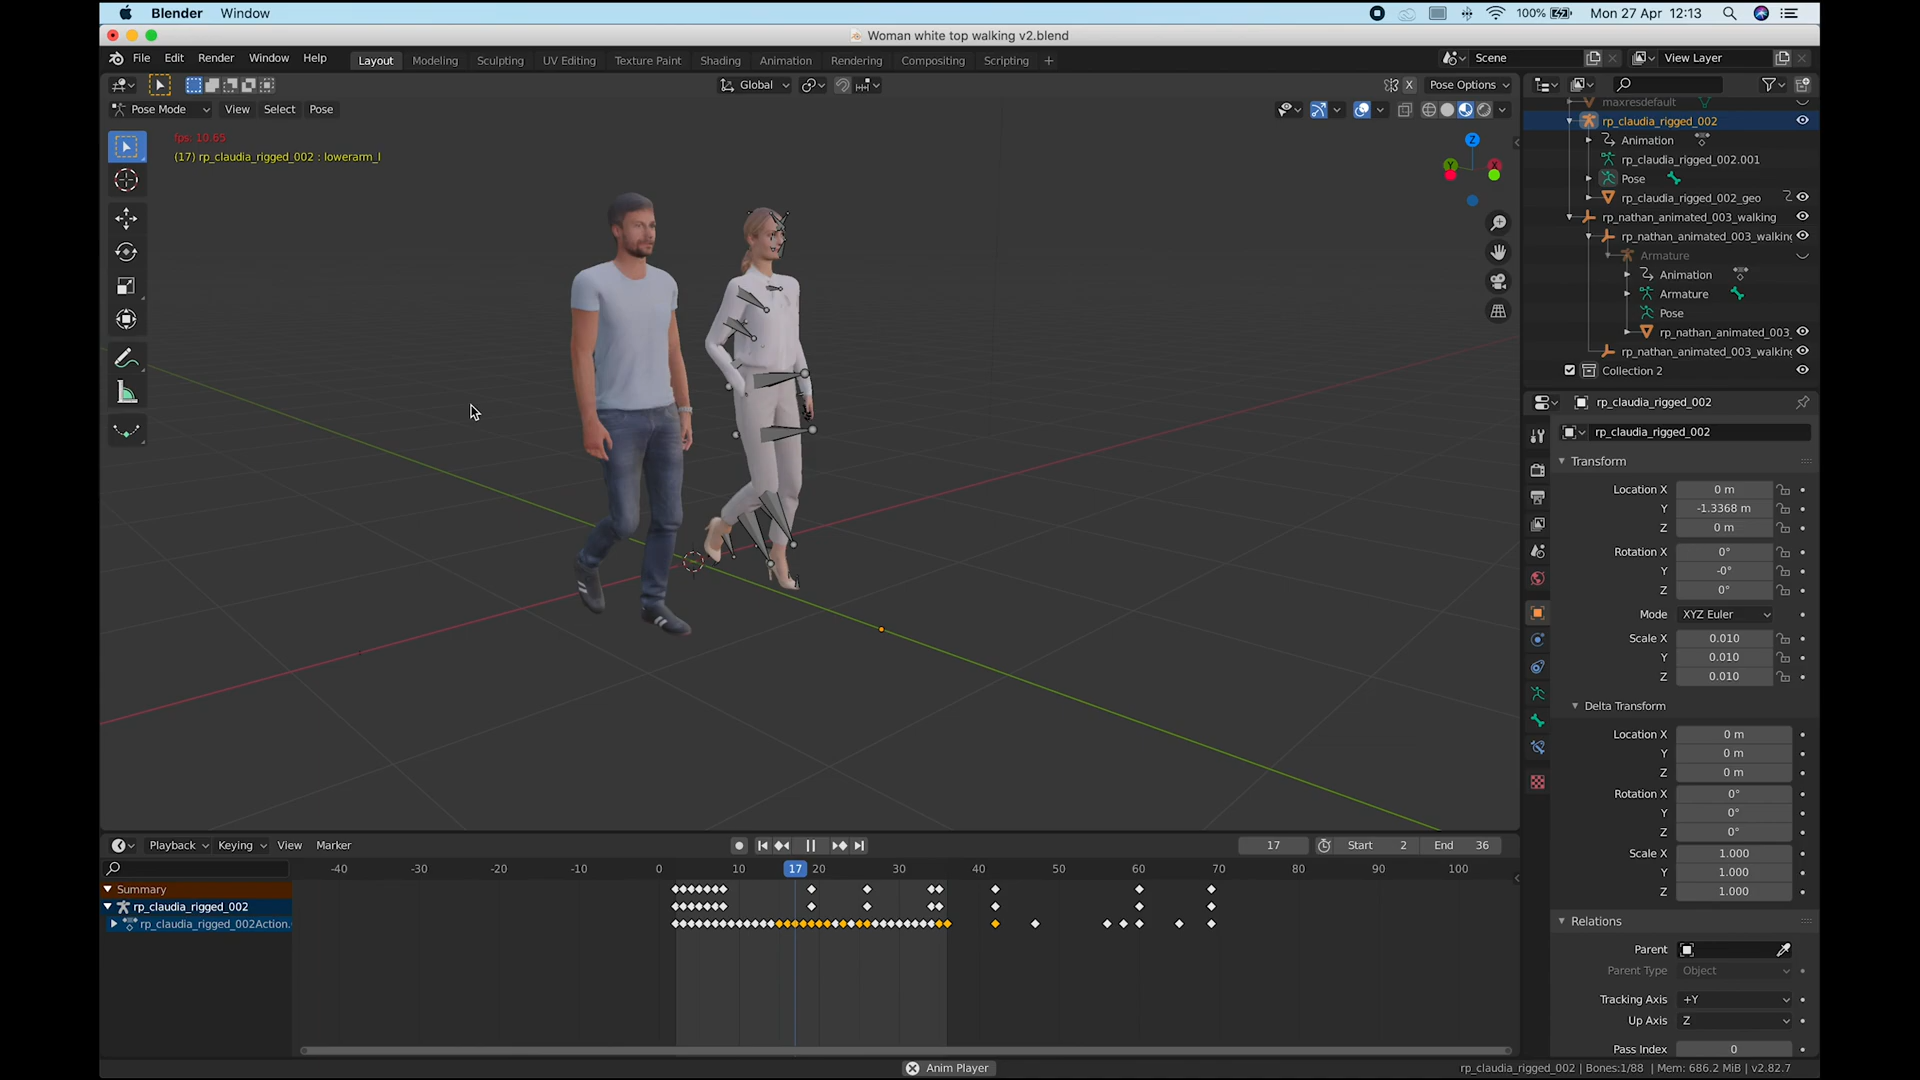 Blender Window 100% Mon 27 Apr 12:13
Woman white top walking v2.blend
File Edit Render Window Help Layout Modeling Sculpting UV Editing Texture Paint Shading Animation Rendering Compositing Scripting + Scene View Layer
Global X Pose Options
Pose Mode View Select Pose
fps: 10.65
(17) rp_claudia_rigged_002 : lowerarm_l
Z
Y X
maxresdefault
rp_claudia_rigged_002
Animation
rp_claudia_rigged_002.001
Pose
rp_claudia_rigged_002_geo
rp_nathan_animated_003_walking
rp_nathan_animated_003_walking
Armature
Animation
Armature
Pose
rp_nathan_animated_003_
rp_nathan_animated_003_walking
Collection 2
rp_claudia_rigged_002
rp_claudia_rigged_002
Transform
Location X 0 m
Y -1.3368 m
Z 0 m
Rotation X 0°
Y -0°
Z 0°
Mode XYZ Euler
Scale X 0.010
Y 0.010
Z 0.010
Delta Transform
Location X 0 m
Y 0 m
Z 0 m
Rotation X 0°
Y 0°
Z 0°
Scale X 1.000
Y 1.000
Z 1.000
Relations
Parent
Parent Type Object
Tracking Axis +Y
Up Axis Z
Pass Index 0
Playback Keying View Marker 17 Start 2 End 36
-40 -30 -20 -10 0 10 17 20 30 40 50 60 70 80 90 100
Summary
rp_claudia_rigged_002
rp_claudia_rigged_002Action.
Anim Player
rp_claudia_rigged_002 | Bones:1/88 | Mem: 686.2 MiB | v2.82.7